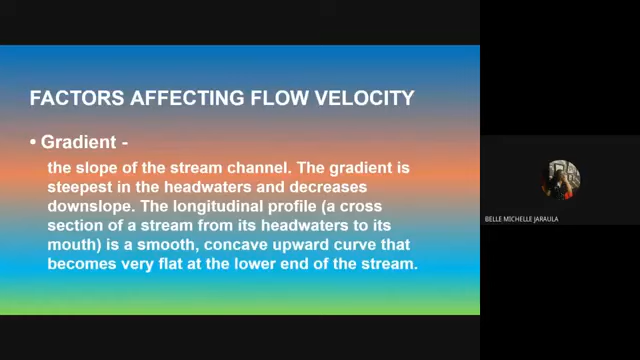 FACTORS AFFECTING FLOW VELOCITY
• Gradient -
the slope of the stream channel. The gradient is
steepest in the headwaters and decreases
downslope. The longitudinal profile (a cross
section of a stream from its headwaters to its
mouth) is a smooth, concave upward curve that
becomes very flat at the lower end of the stream.
BELLE MICHELLE JARAULA